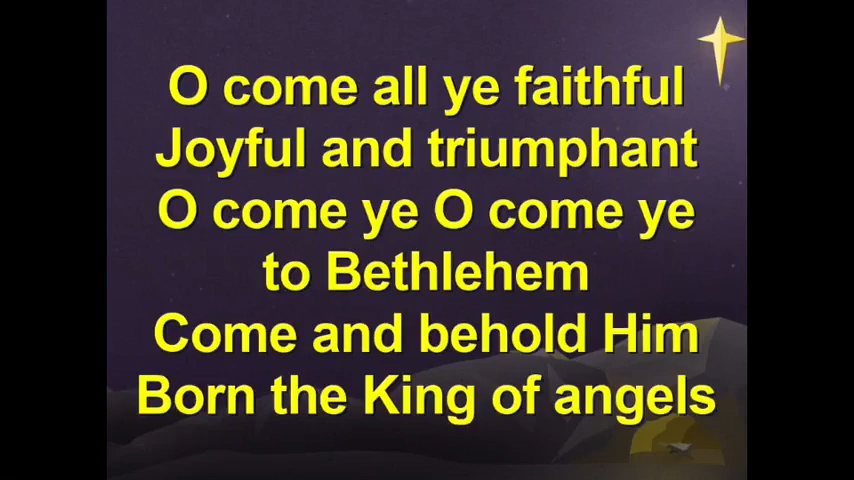 O come all ye faithful
Joyful and triumphant
O come ye O come ye
to Bethlehem
Come and behold Him
Born the King of angels